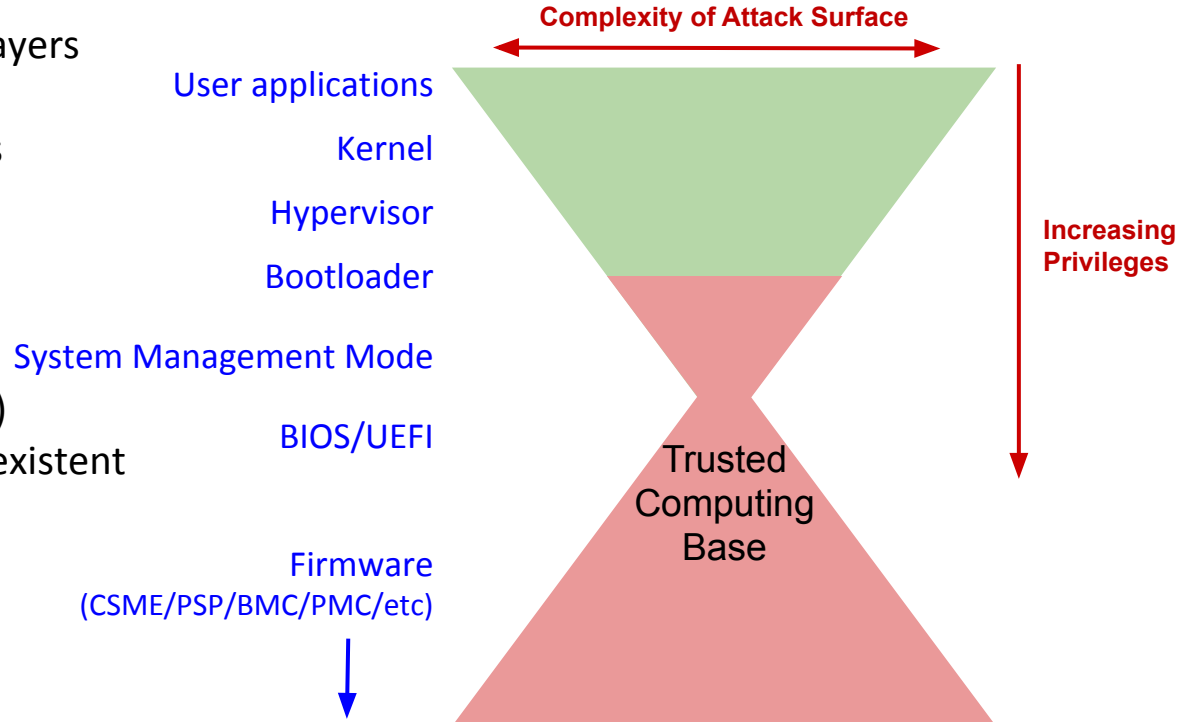 Complexity of Attack Surface
User applications
Kernel
Hypervisor
Bootloader
System Management Mode
)
BIOS/UEFI
existent
Firmware
(CSME/PSP/BMC/PMC/etc)
Trusted
Computing
Base
Increasing
Privileges